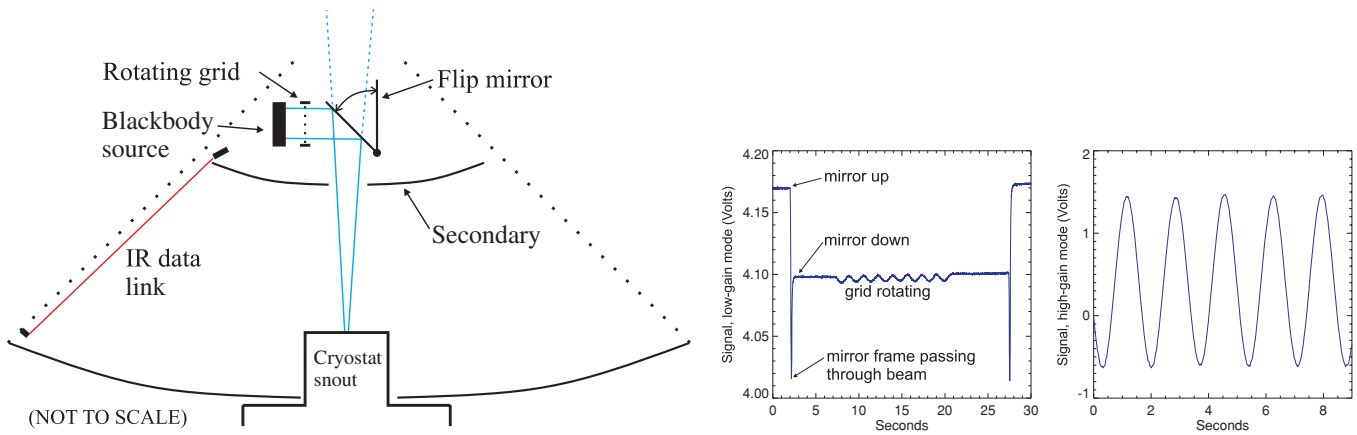 Rotating grid
Flip mirror
Blackbody
source
Secondary
IR data
link
Cryostat
snout
(NOT TO SCALE)
Signal, low-gain mode (Volts)
4.20
4.15
4.10
4.05
4.00
mirror up
mirror down
grid rotating
mirror frame passing
through beam
0 5 10 15 20 25 30
Seconds
Signal, high-gain mode (Volts)
2
1
0
-1
0 2 4 6 8
Seconds